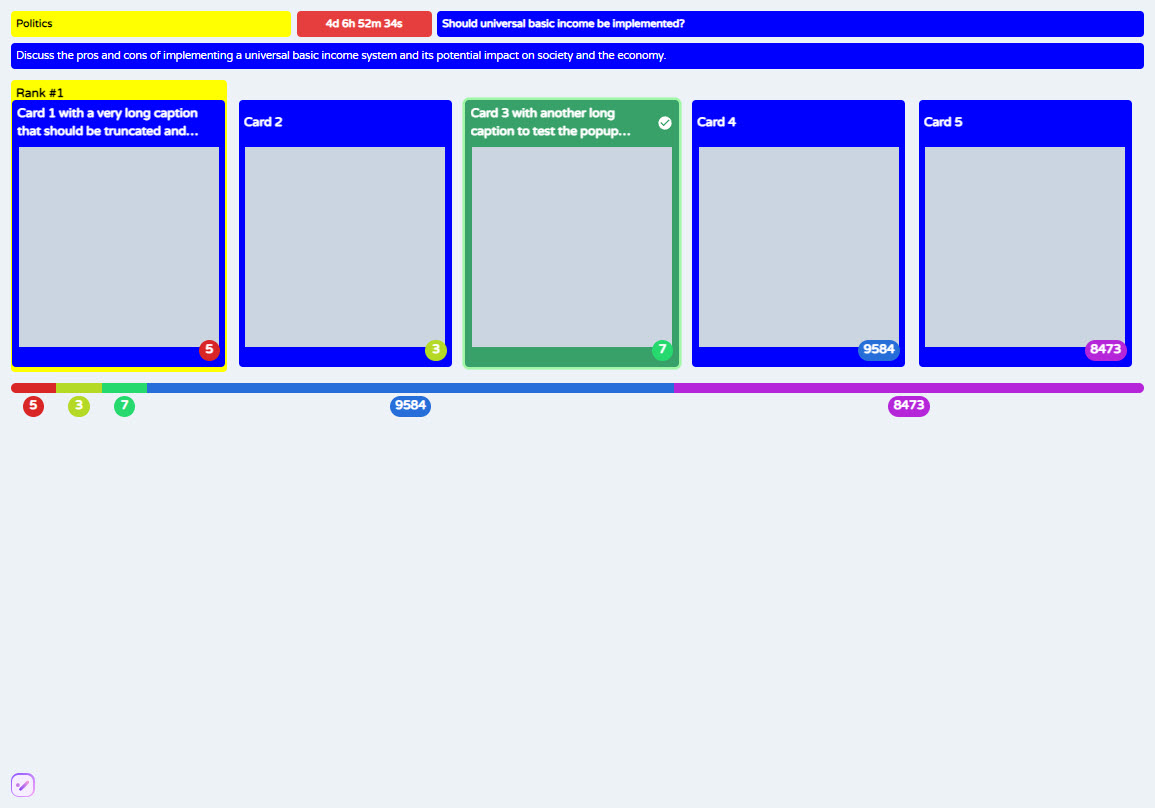 Politics
4d 6h 52m 34s
Should universal basic income be implemented?
Discuss the pros and cons of implementing a universal basic income system and its potential impact on society and the economy.
Rank #1
Card 1 with a very long caption
that should be truncated and...
Card 2
Card 3 with another long
caption to test the popup...
Card 4
Card 5
5
3
7
9584
8473
5
3
7
9584
8473